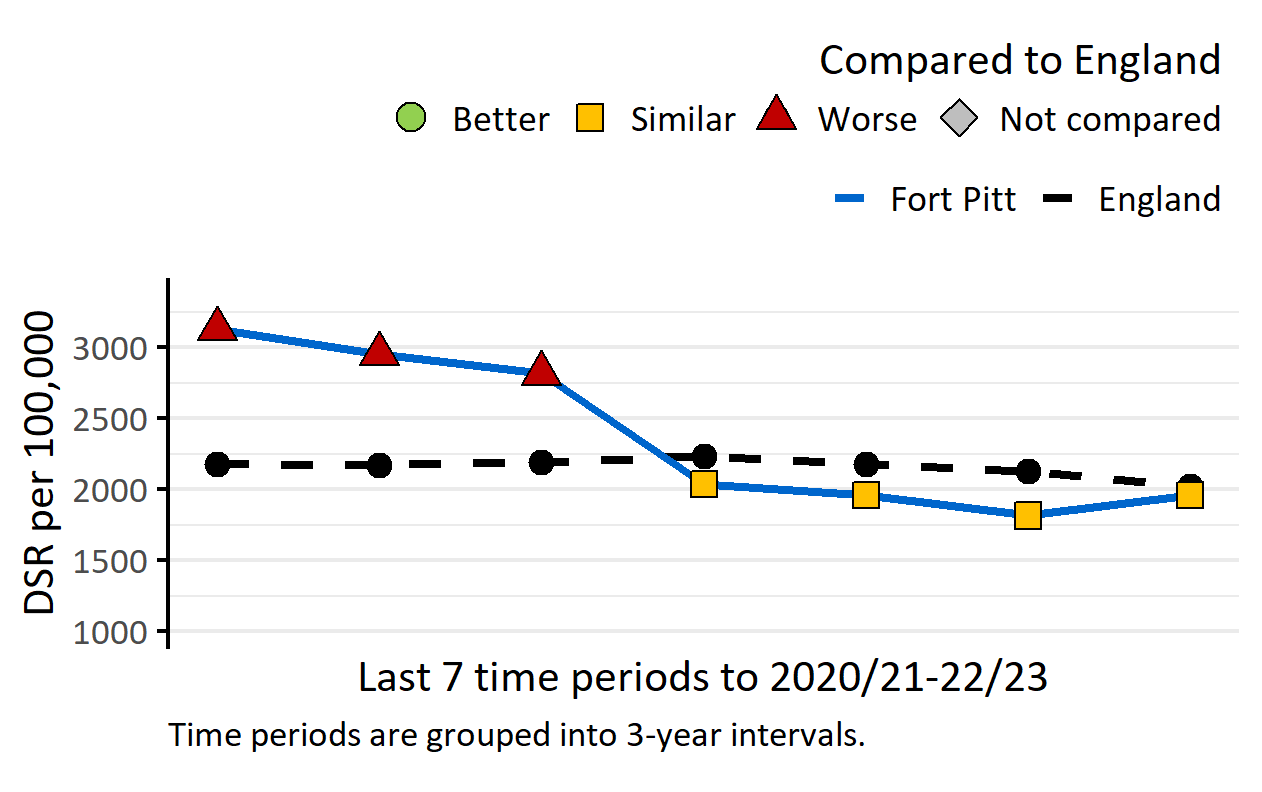 Compared to England
Better Similar Worse Not compared
Fort Pitt England
DSR per 100,000
3000
2500
2000
1500
1000
Last 7 time periods to 2020/21-22/23
Time periods are grouped into 3-year intervals.